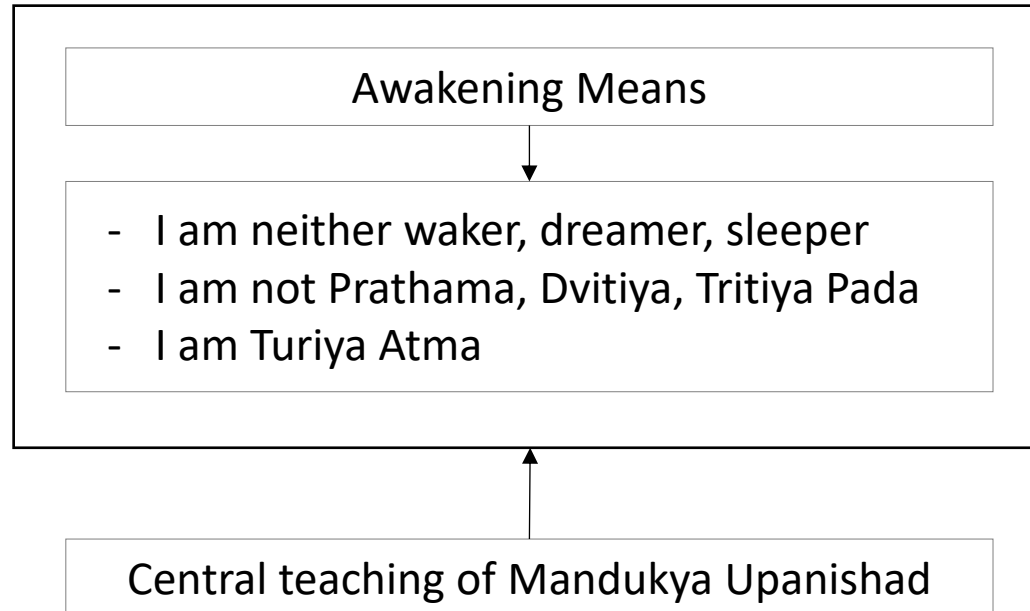 Awakening Means
- I am neither waker, dreamer, sleeper
- I am not Prathama, Dvitiya, Tritiya Pada
- I am Turiya Atma
Central teaching of Mandukya Upanishad